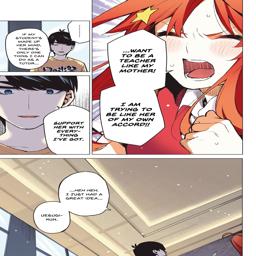 ...WANT
TO BE A
TEACHER
LIKE MY
MOTHER!
I AM
TRYING TO
BE LIKE HER
OF MY OWN
ACCORD!!
IF MY
STUDENT'S
MADE UP
HER MIND,
THERE'S
ONLY ONE
THING I CAN
DO AS A
TUTOR...
SUPPORT
HER WITH
EVERY-
THING
I'VE GOT.
...HEH HEH.
I JUST HAD A
GREAT IDEA...
UESUGI-
KUN.